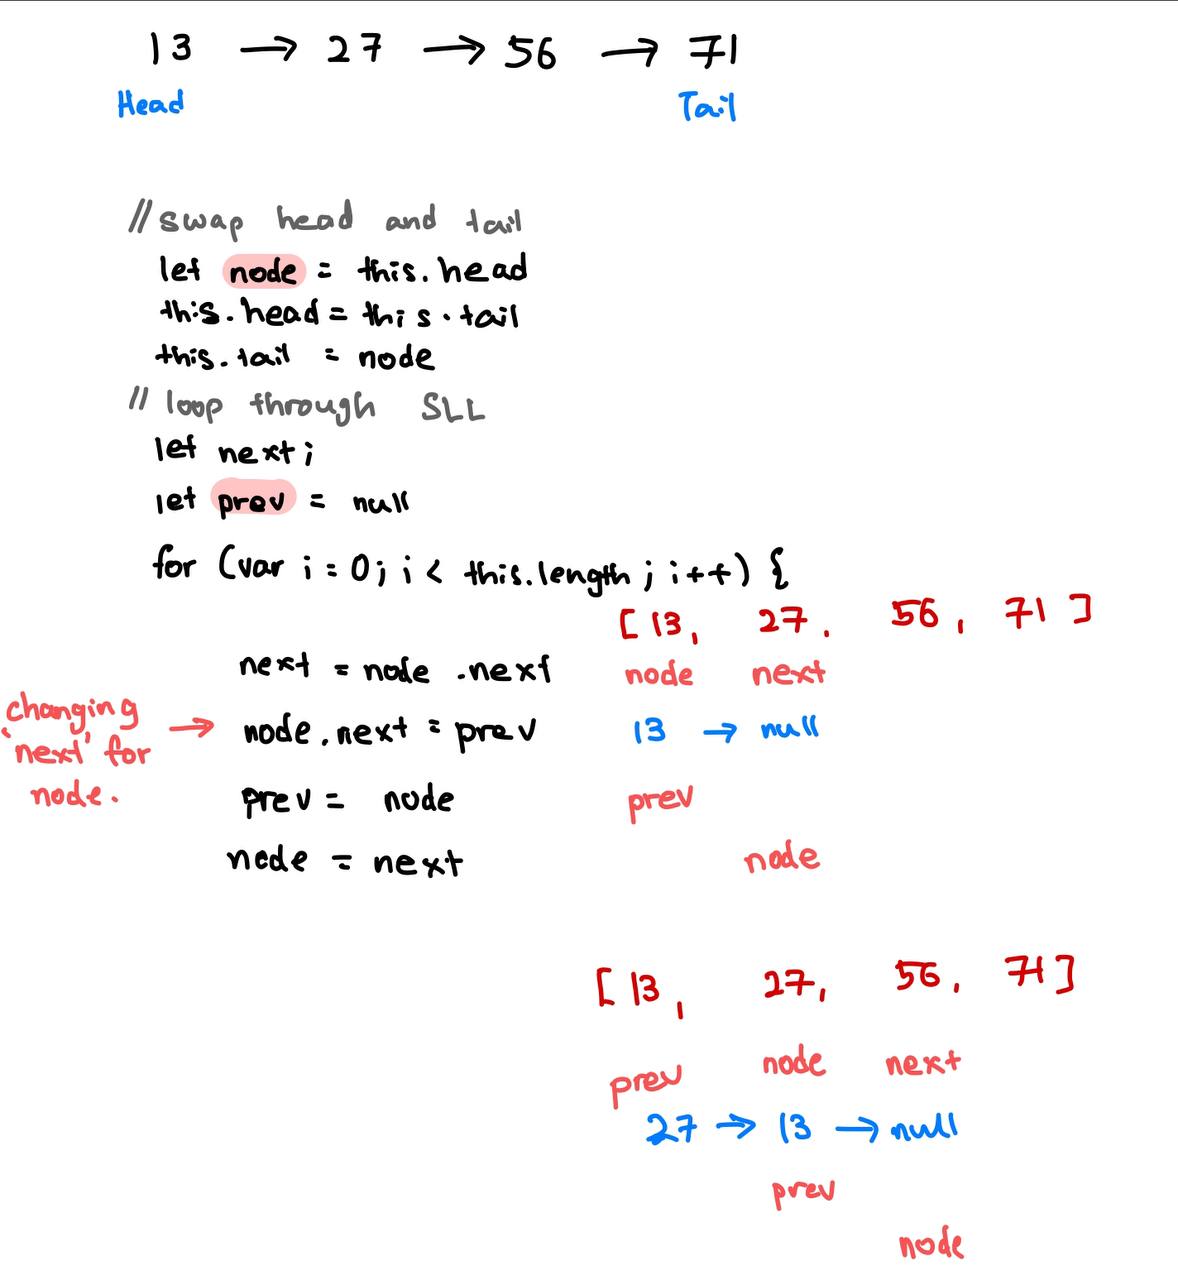 13 → 27 → 56 → 71
Head Tail
// swap head and tail
let node = this.head
this.head = this.tail
this.tail = node
// loop through SLL
let next;
let prev = null
for (var i = 0; i < this.length; i++) {
[13, 27, 56, 71]
next = node.next node next
changing 'next' for node. → node.next = prev 13 → null
prev = node prev
node = next node
[13, 27, 56, 71]
prev node next
27 → 13 → null
prev
node